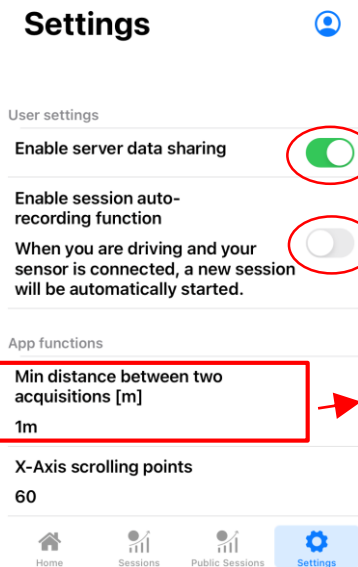 Settings
User settings
Enable server data sharing
Enable session auto-
recording function
When you are driving and your
sensor is connected, a new session
will be automatically started.
App functions
Min distance between two
acquisitions [m]
1m
X-Axis scrolling points
60
Home Sessions Public Sessions Settings